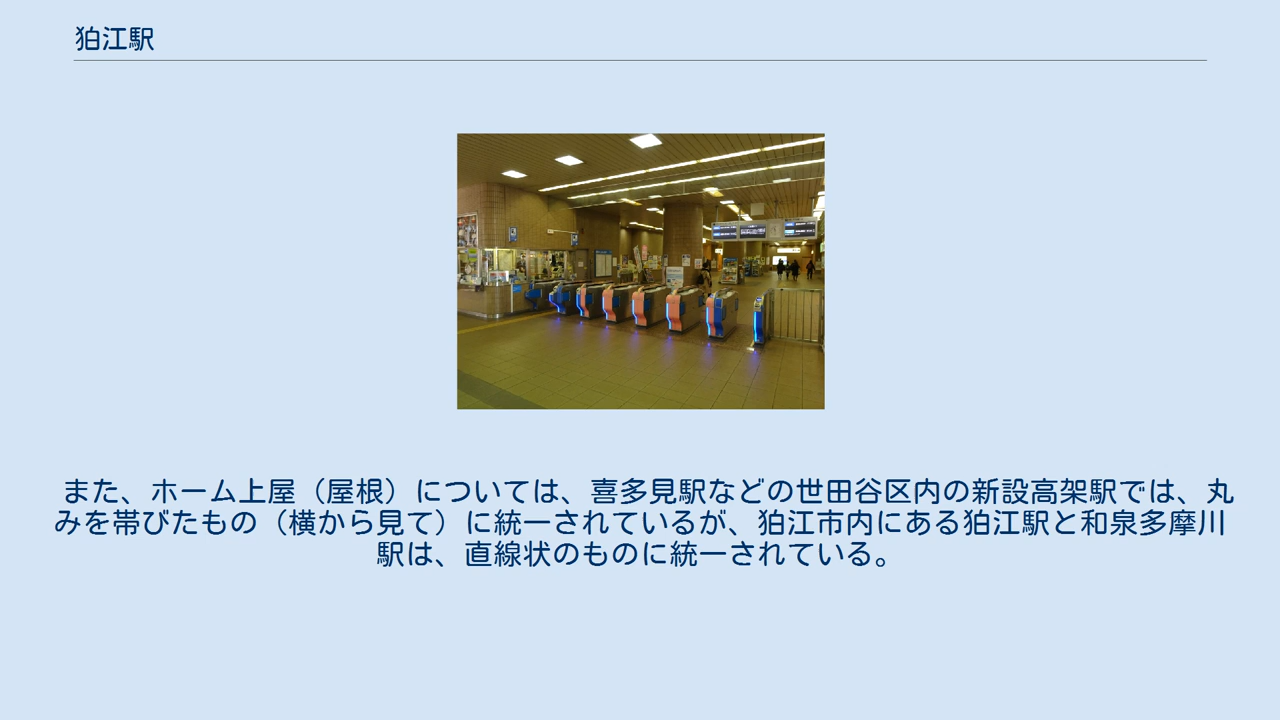 狛江駅
また、ホーム上屋（屋根）については、喜多見駅などの世田谷区内の新設高架駅では、丸
みを帯びたもの（横から見て）に統一されているが、狛江市内にある狛江駅と和泉多摩川
駅は、直線状のものに統一されている。